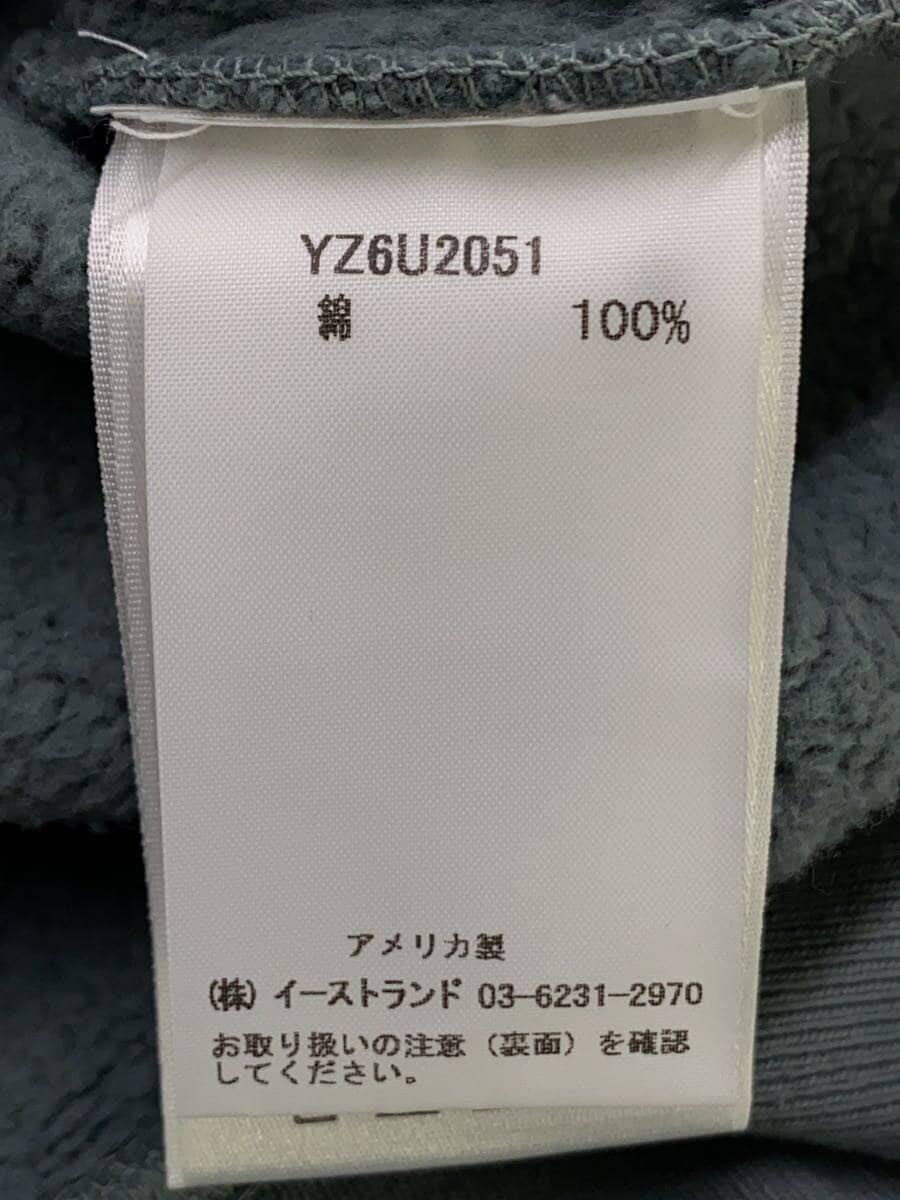 YZ6U2051
綿 100%
アメリカ製
(株) イーストランド 03-6231-2970
お取り扱いの注意(裏面)を確認
してください。